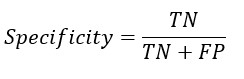 Specificity = TN / (TN + FP)